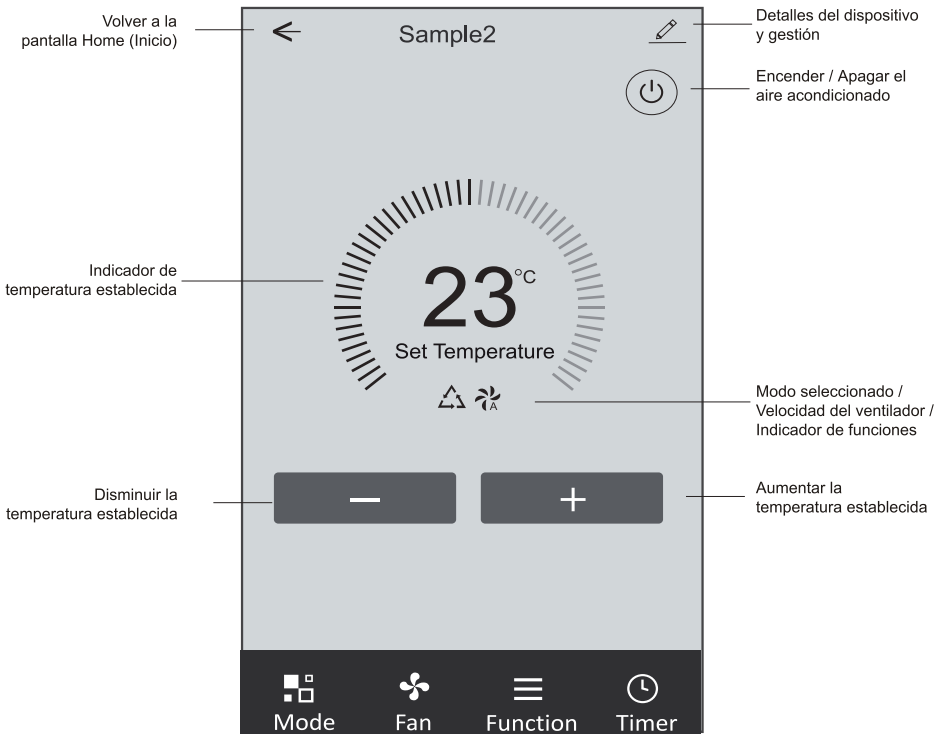 Volver a la
pantalla Home (Inicio)
Sample2
Detalles del dispositivo
y gestión
Encender / Apagar el
aire acondicionado
Indicador de
temperatura establecida
23°C
Set Temperature
A
Modo seleccionado /
Velocidad del ventilador /
Indicador de funciones
Disminuir la
temperatura establecida
Aumentar la
temperatura establecida
Mode
Fan
Function
Timer